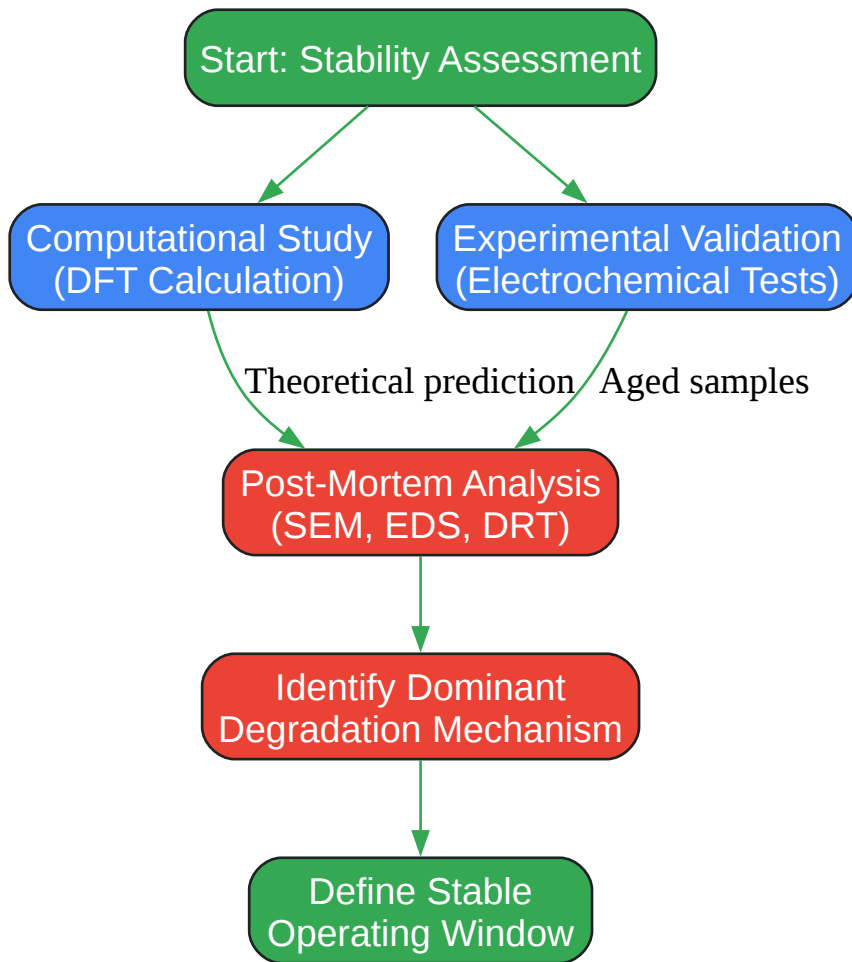 Start: Stability Assessment
Computational Study
(DFT Calculation)
Experimental Validation
(Electrochemical Tests)
Theoretical prediction
Aged samples
Post-Mortem Analysis
(SEM, EDS, DRT)
Identify Dominant
Degradation Mechanism
Define Stable
Operating Window